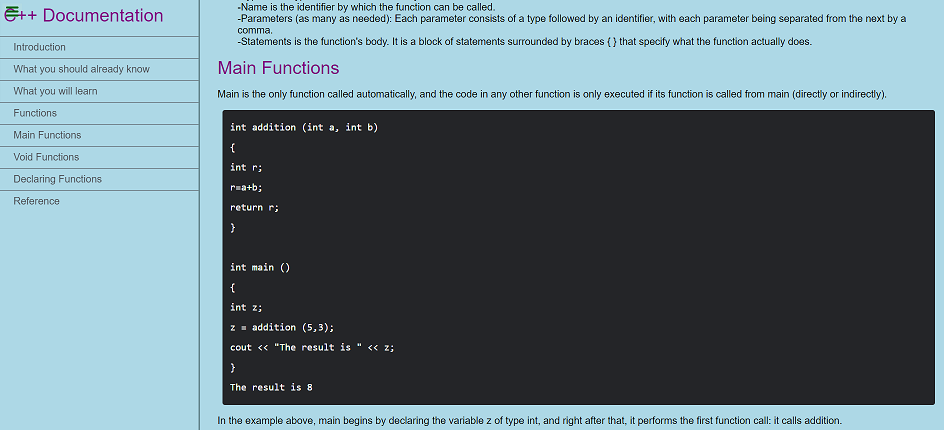 C++ Documentation
Introduction
What you should already know
What you will learn
Functions
Main Functions
Void Functions
Declaring Functions
Reference
-Name is the identifier by which the function can be called.
-Parameters (as many as needed): Each parameter consists of a type followed by an identifier, with each parameter being separated from the next by a
comma.
-Statements is the function's body. It is a block of statements surrounded by braces { } that specify what the function actually does.
Main Functions
Main is the only function called automatically, and the code in any other function is only executed if its function is called from main (directly or indirectly).
int addition (int a, int b)
{
int r;
r=a+b;
return r;
}
int main ()
{
int z;
z = addition (5,3);
cout << "The result is " << z;
}
The result is 8
In the example above, main begins by declaring the variable z of type int, and right after that, it performs the first function call: it calls addition.